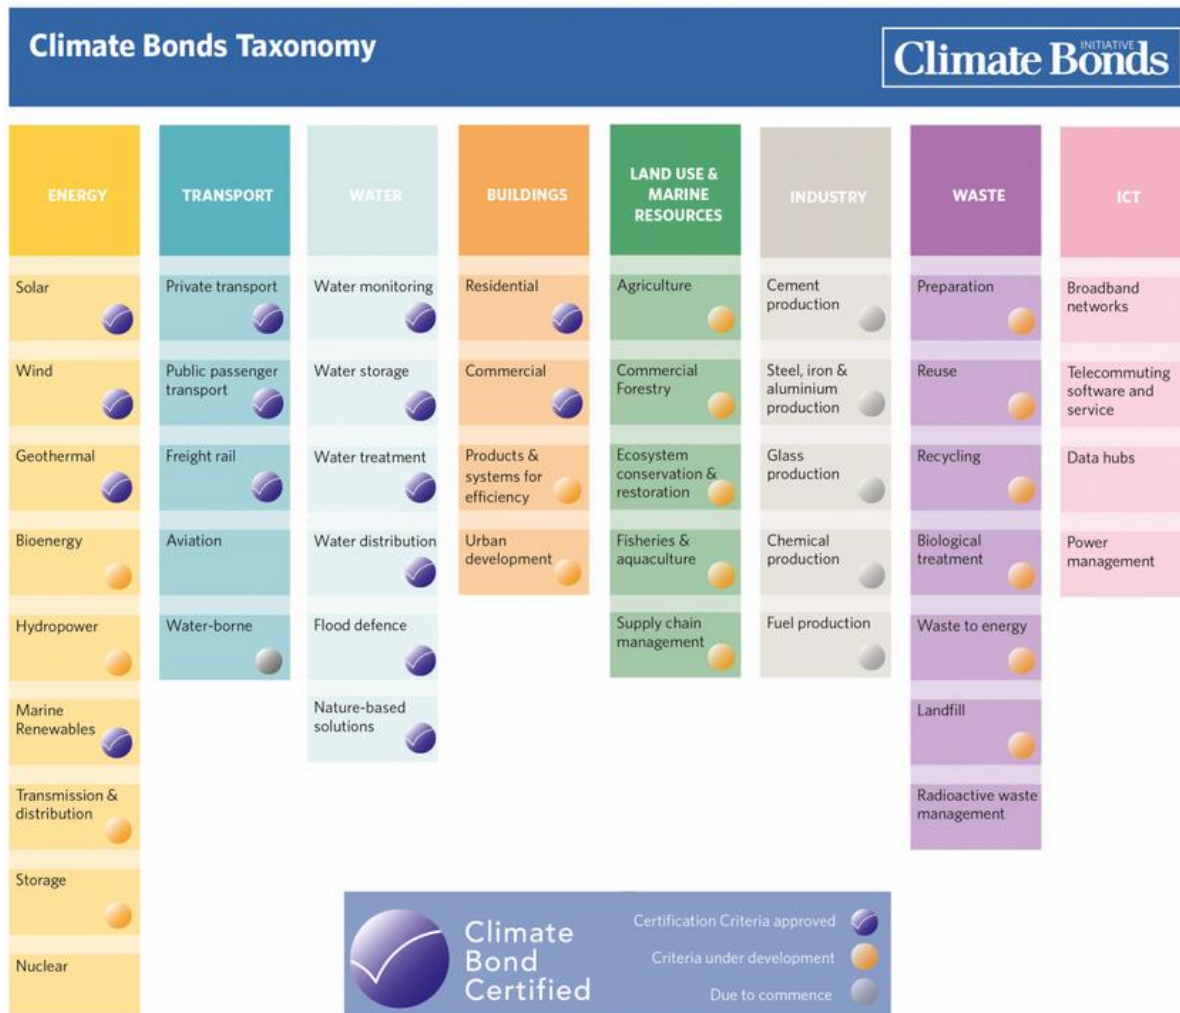 Climate Bonds Taxonomy
INITIATIVE
Climate Bonds
ENERGY
Solar
Wind
Geothermal
Bioenergy
Hydropower
Marine
Renewables
Transmission &
distribution
Storage
Nuclear
TRANSPORT
Private transport
Public passenger
transport
Freight rail
Aviation
Water-borne
WATER
Water monitoring
Water storage
Water treatment
Water distribution
Flood defence
Nature-based
solutions
BUILDINGS
Residential
Commercial
Products &
systems for
efficiency
Urban
development
LAND USE &
MARINE
RESOURCES
Agriculture
Commercial
Forestry
Ecosystem
conservation &
restoration
Fisheries &
aquaculture
Supply chain
management
INDUSTRY
Cement
production
Steel, iron &
aluminium
production
Glass
production
Chemical
production
Fuel production
WASTE
Preparation
Reuse
Recycling
Biological
treatment
Waste to energy
Landfill
Radioactive waste
management
ICT
Broadband
networks
Telecommuting
software and
service
Data hubs
Power
management
Climate
Bond
Certified
Certification Criteria approved
Criteria under development
Due to commence